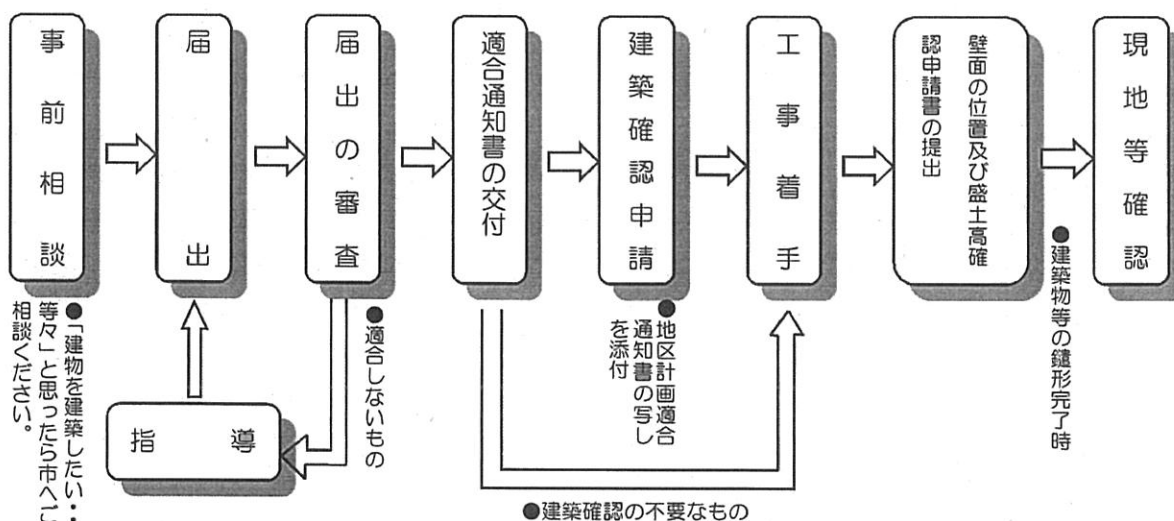 事前相談
●「建物を建築したい・・
等々」と思ったら市へご
相談ください。
届出
届出の審査
●適合しないもの
指導
適合通知書の交付
建築確認申請
●地区計画適合
通知書の写し
を添付
●建築確認の不要なもの
工事着手
壁面の位置及び盛土高確
認申請書の提出
●建築物等の鑓形完了時
現地等確認